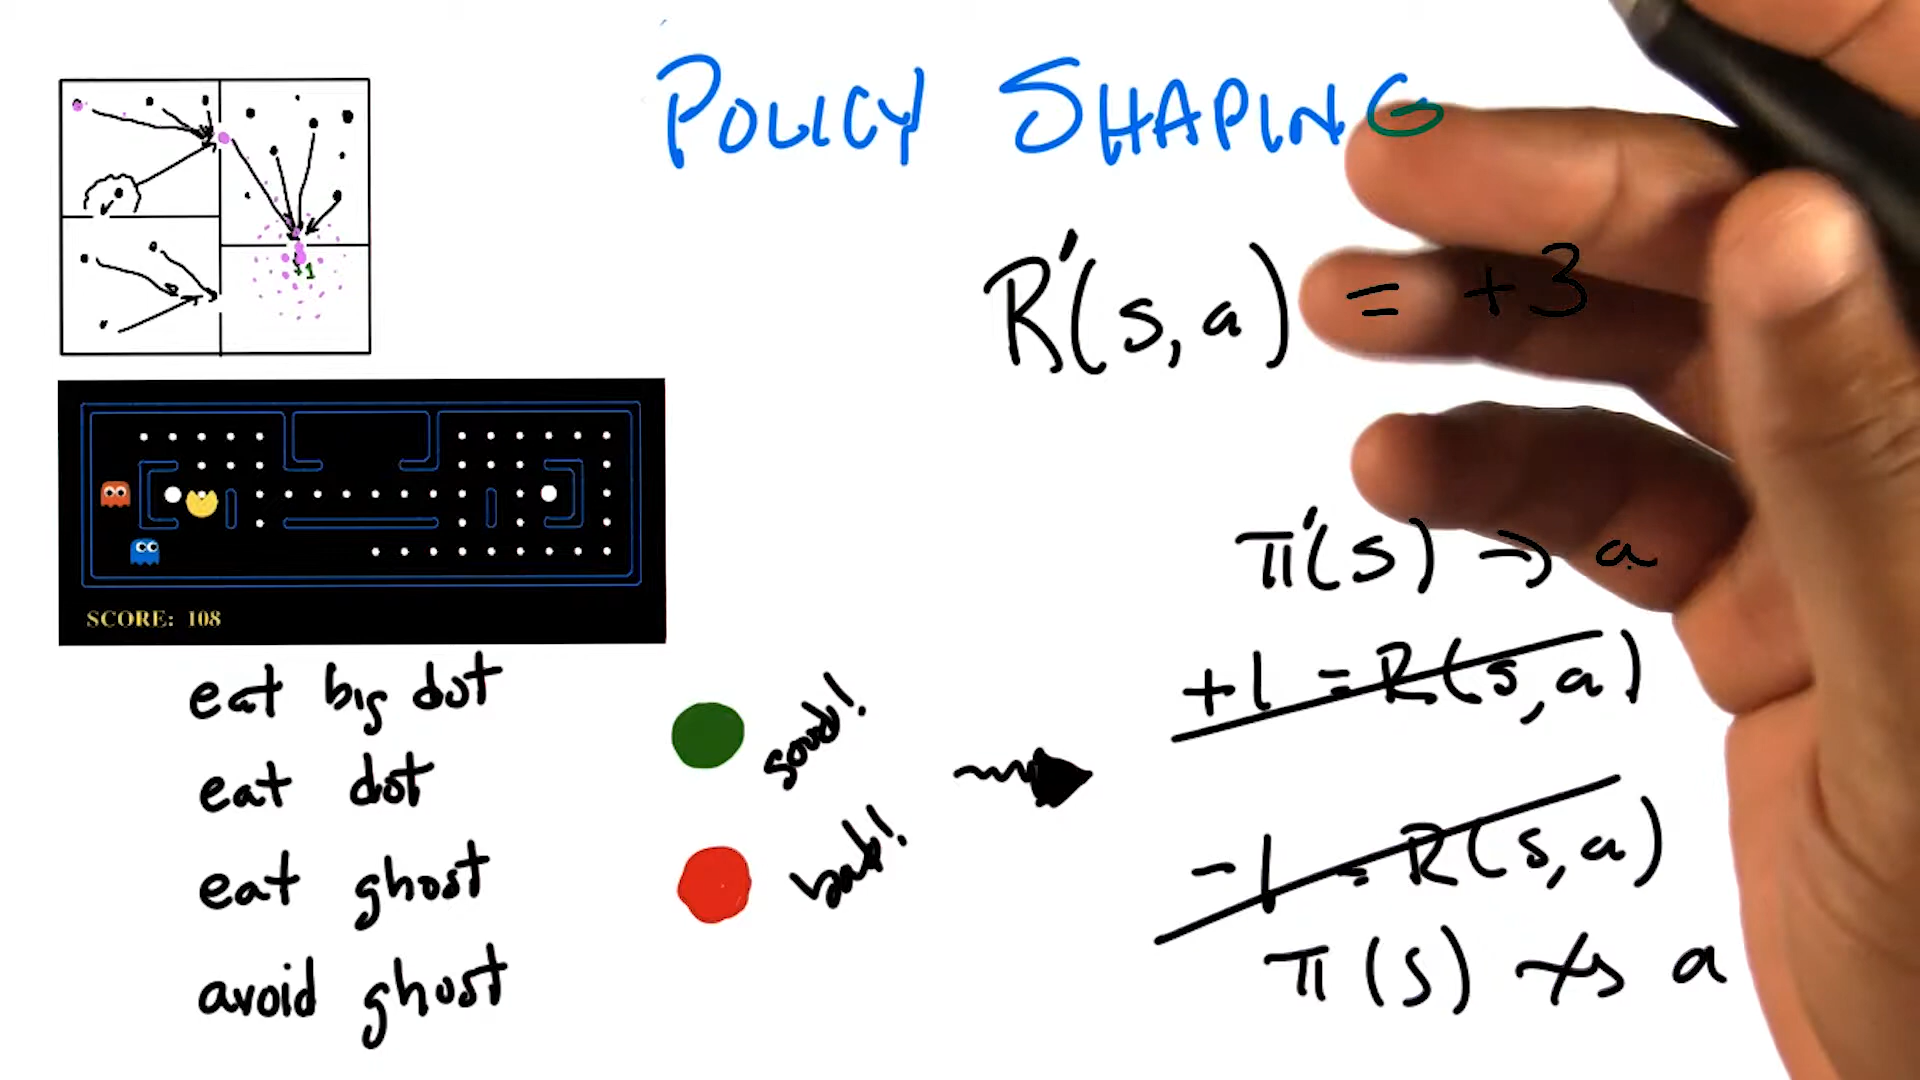 POLICY SHAPING
+1
R'(s,a) = +3
SCORE: 108
π'(s) → a
+1 = R(s,a)
-1 = R(s,a)
π(s) ↛ a
eat big dot
eat dot
eat ghost
avoid ghost
good!
bad!